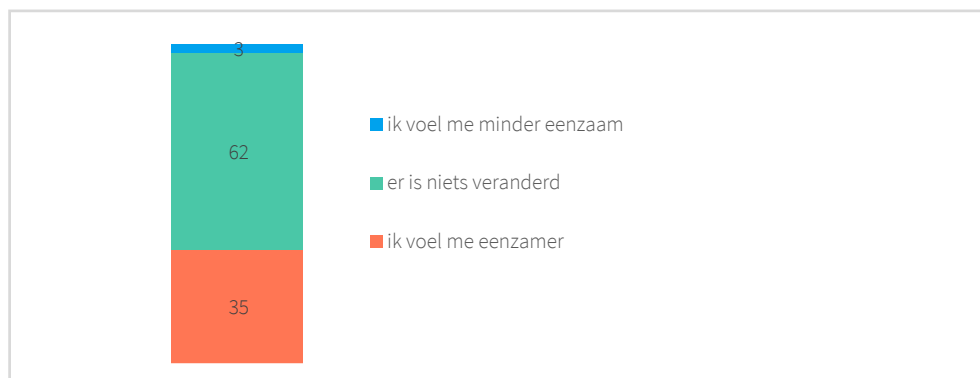 3
62
35
ik voel me minder eenzaam
er is niets veranderd
ik voel me eenzamer